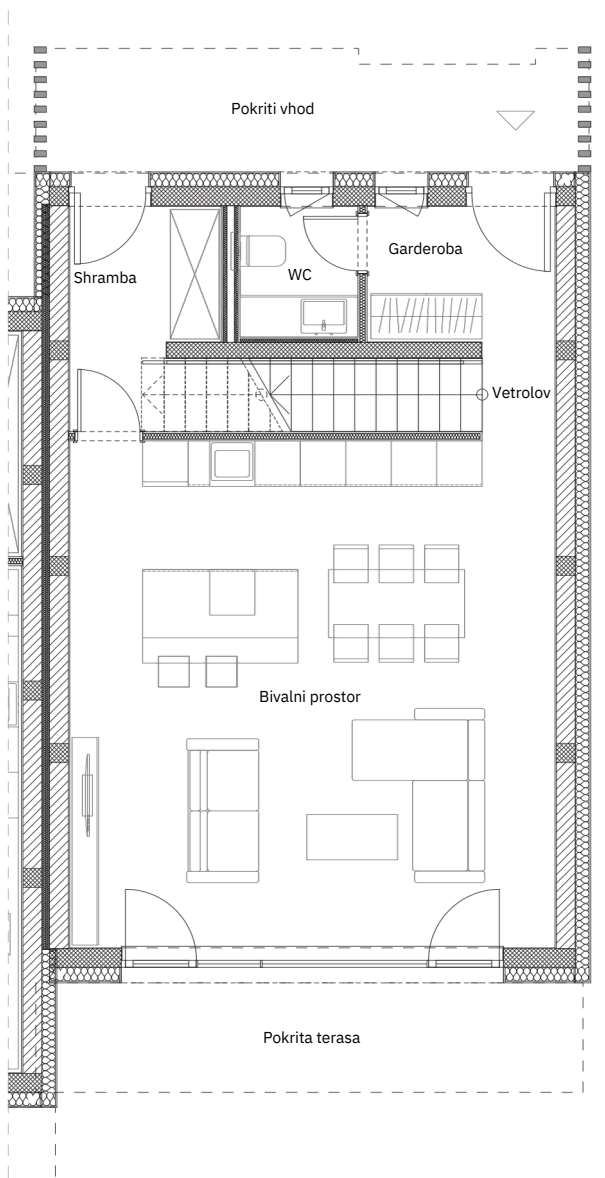 Pokriti vhod
Garderoba
Shramba
WC
Vetrolov
Bivalni prostor
Pokrita terasa